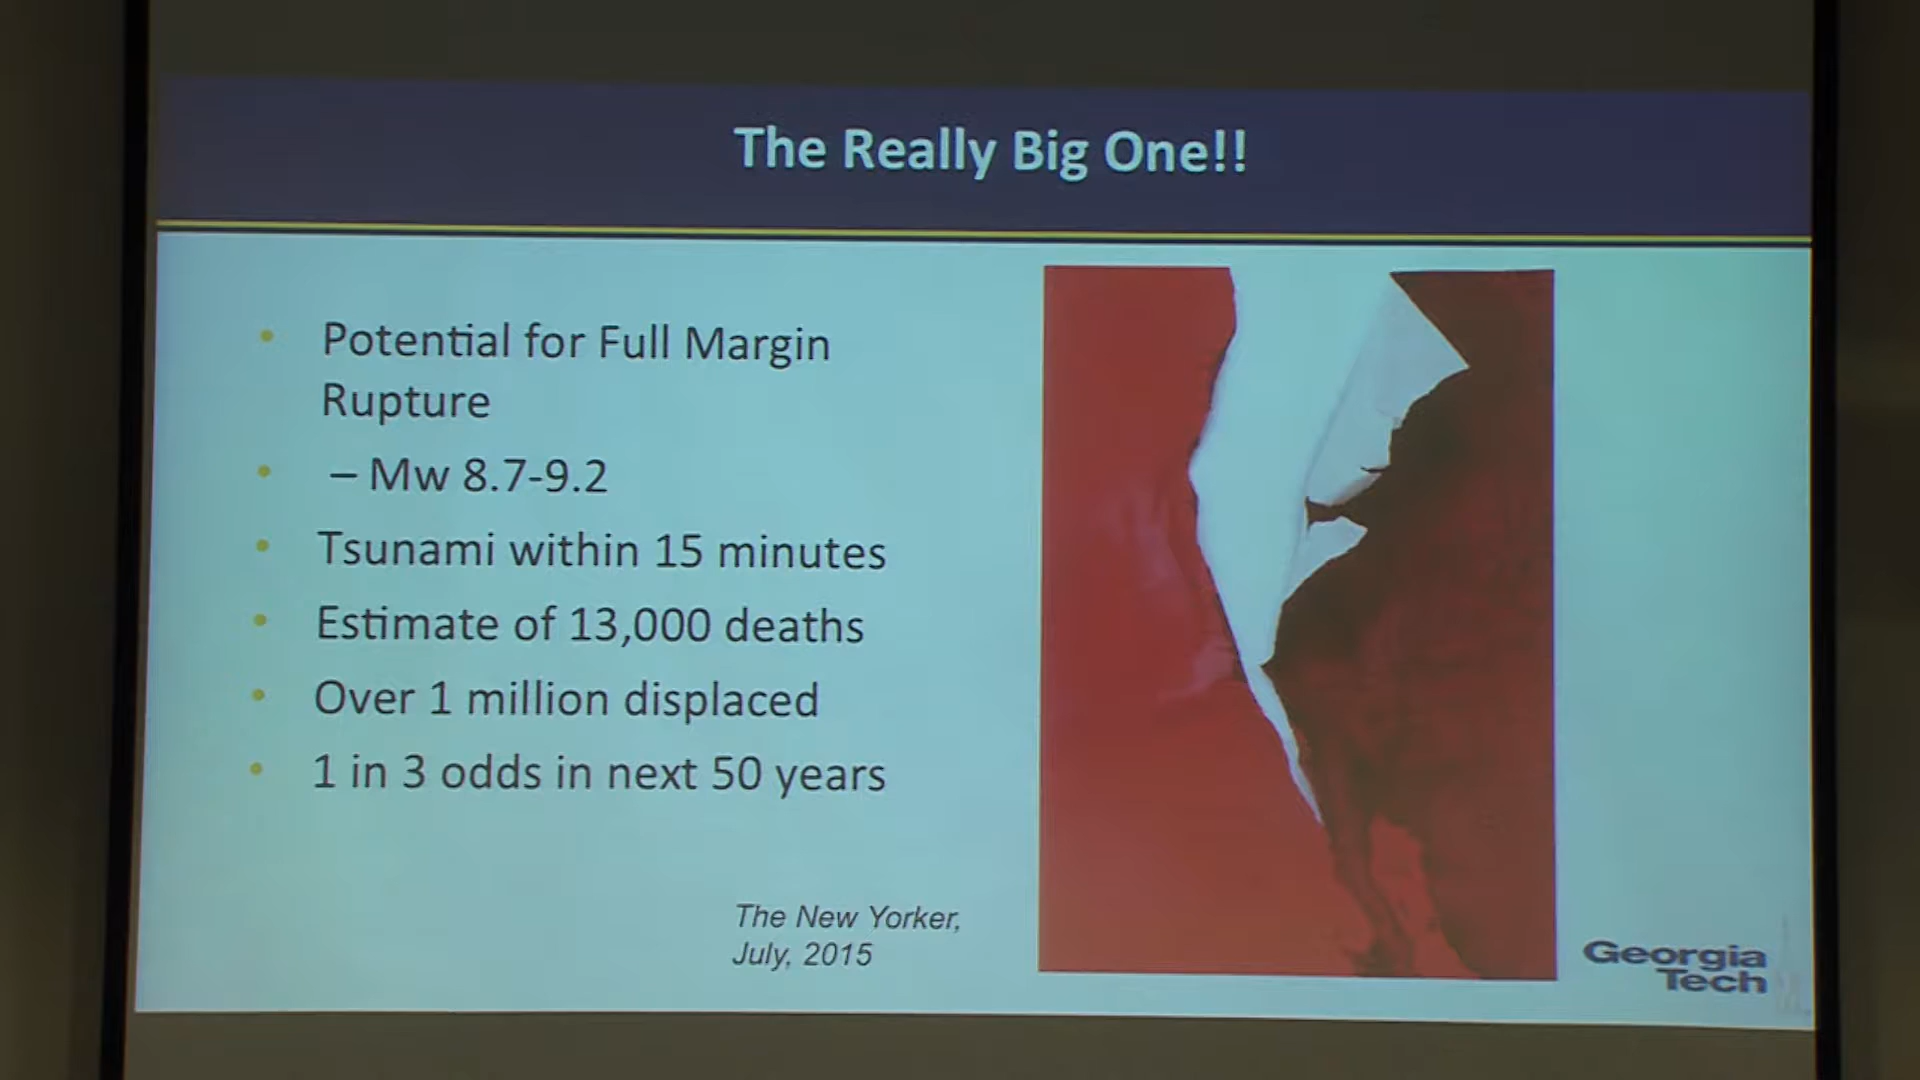 The Really Big One!!
• Potential for Full Margin
Rupture
• – Mw 8.7-9.2
• Tsunami within 15 minutes
• Estimate of 13,000 deaths
• Over 1 million displaced
• 1 in 3 odds in next 50 years
The New Yorker,
July, 2015
Georgia
Tech